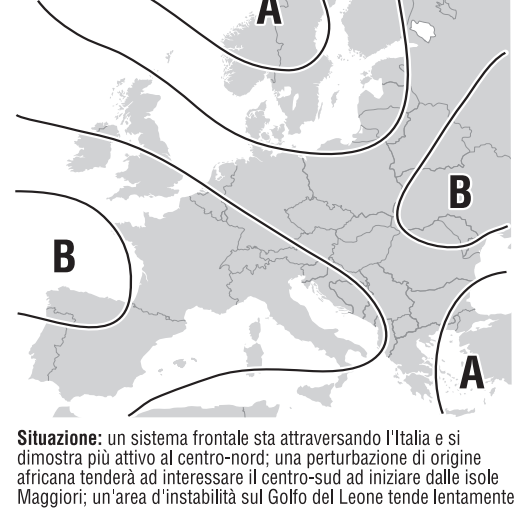 A
B
B
A
Situazione: un sistema frontale sta attraversando l'Italia e si
dimostra più attivo al centro-nord; una perturbazione di origine
africana tenderà ad interessare il centro-sud ad iniziare dalle isole
Maggiori; un'area d'instabilità sul Golfo del Leone tende lentamente